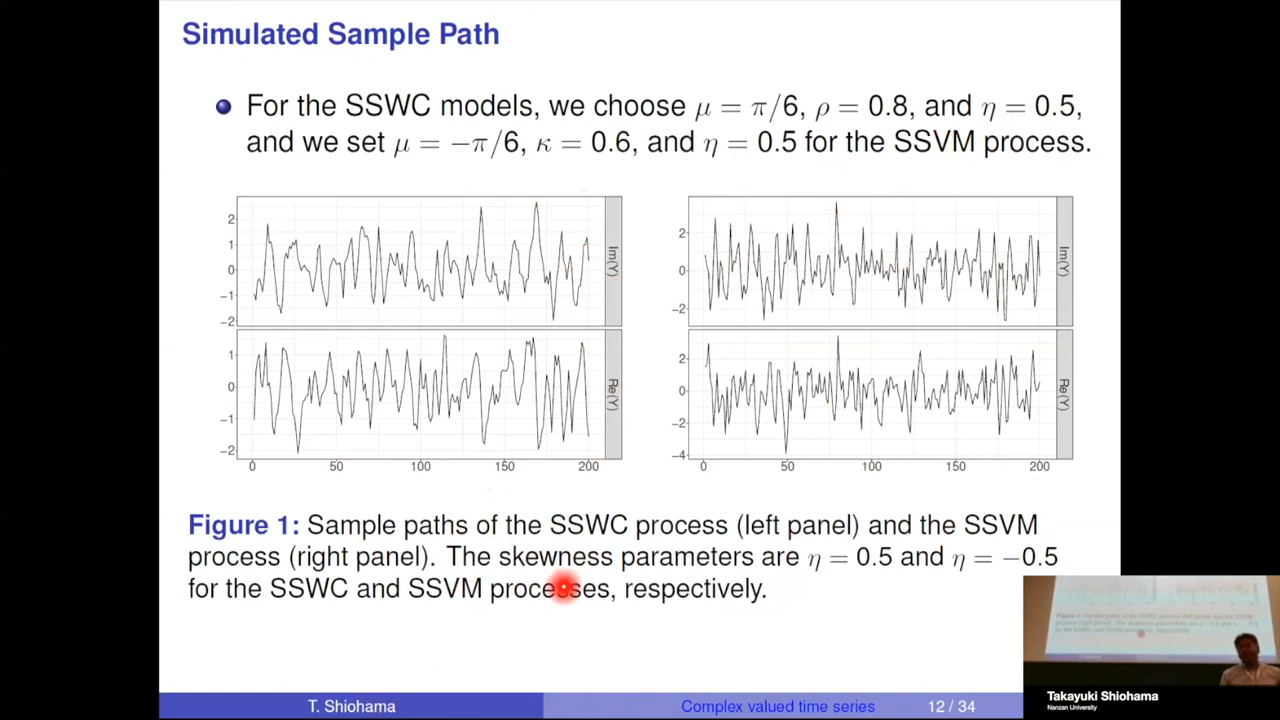 Simulated Sample Path
For the SSWC models, we choose μ = π/6, ρ = 0.8, and η = 0.5,
and we set μ = −π/6, κ = 0.6, and η = 0.5 for the SSVM process.
2
1
0
−1
−2
Im(Y)
1
0
−1
−2
Re(Y)
0 50 100 150 200
2
0
−2
Im(Y)
2
0
−2
−4
Re(Y)
0 50 100 150 200
Figure 1: Sample paths of the SSWC process (left panel) and the SSVM
process (right panel). The skewness parameters are η = 0.5 and η = −0.5
for the SSWC and SSVM processes, respectively.
T. Shiohama
Complex valued time series
12 / 34
Takayuki Shiohama
Nanzan University